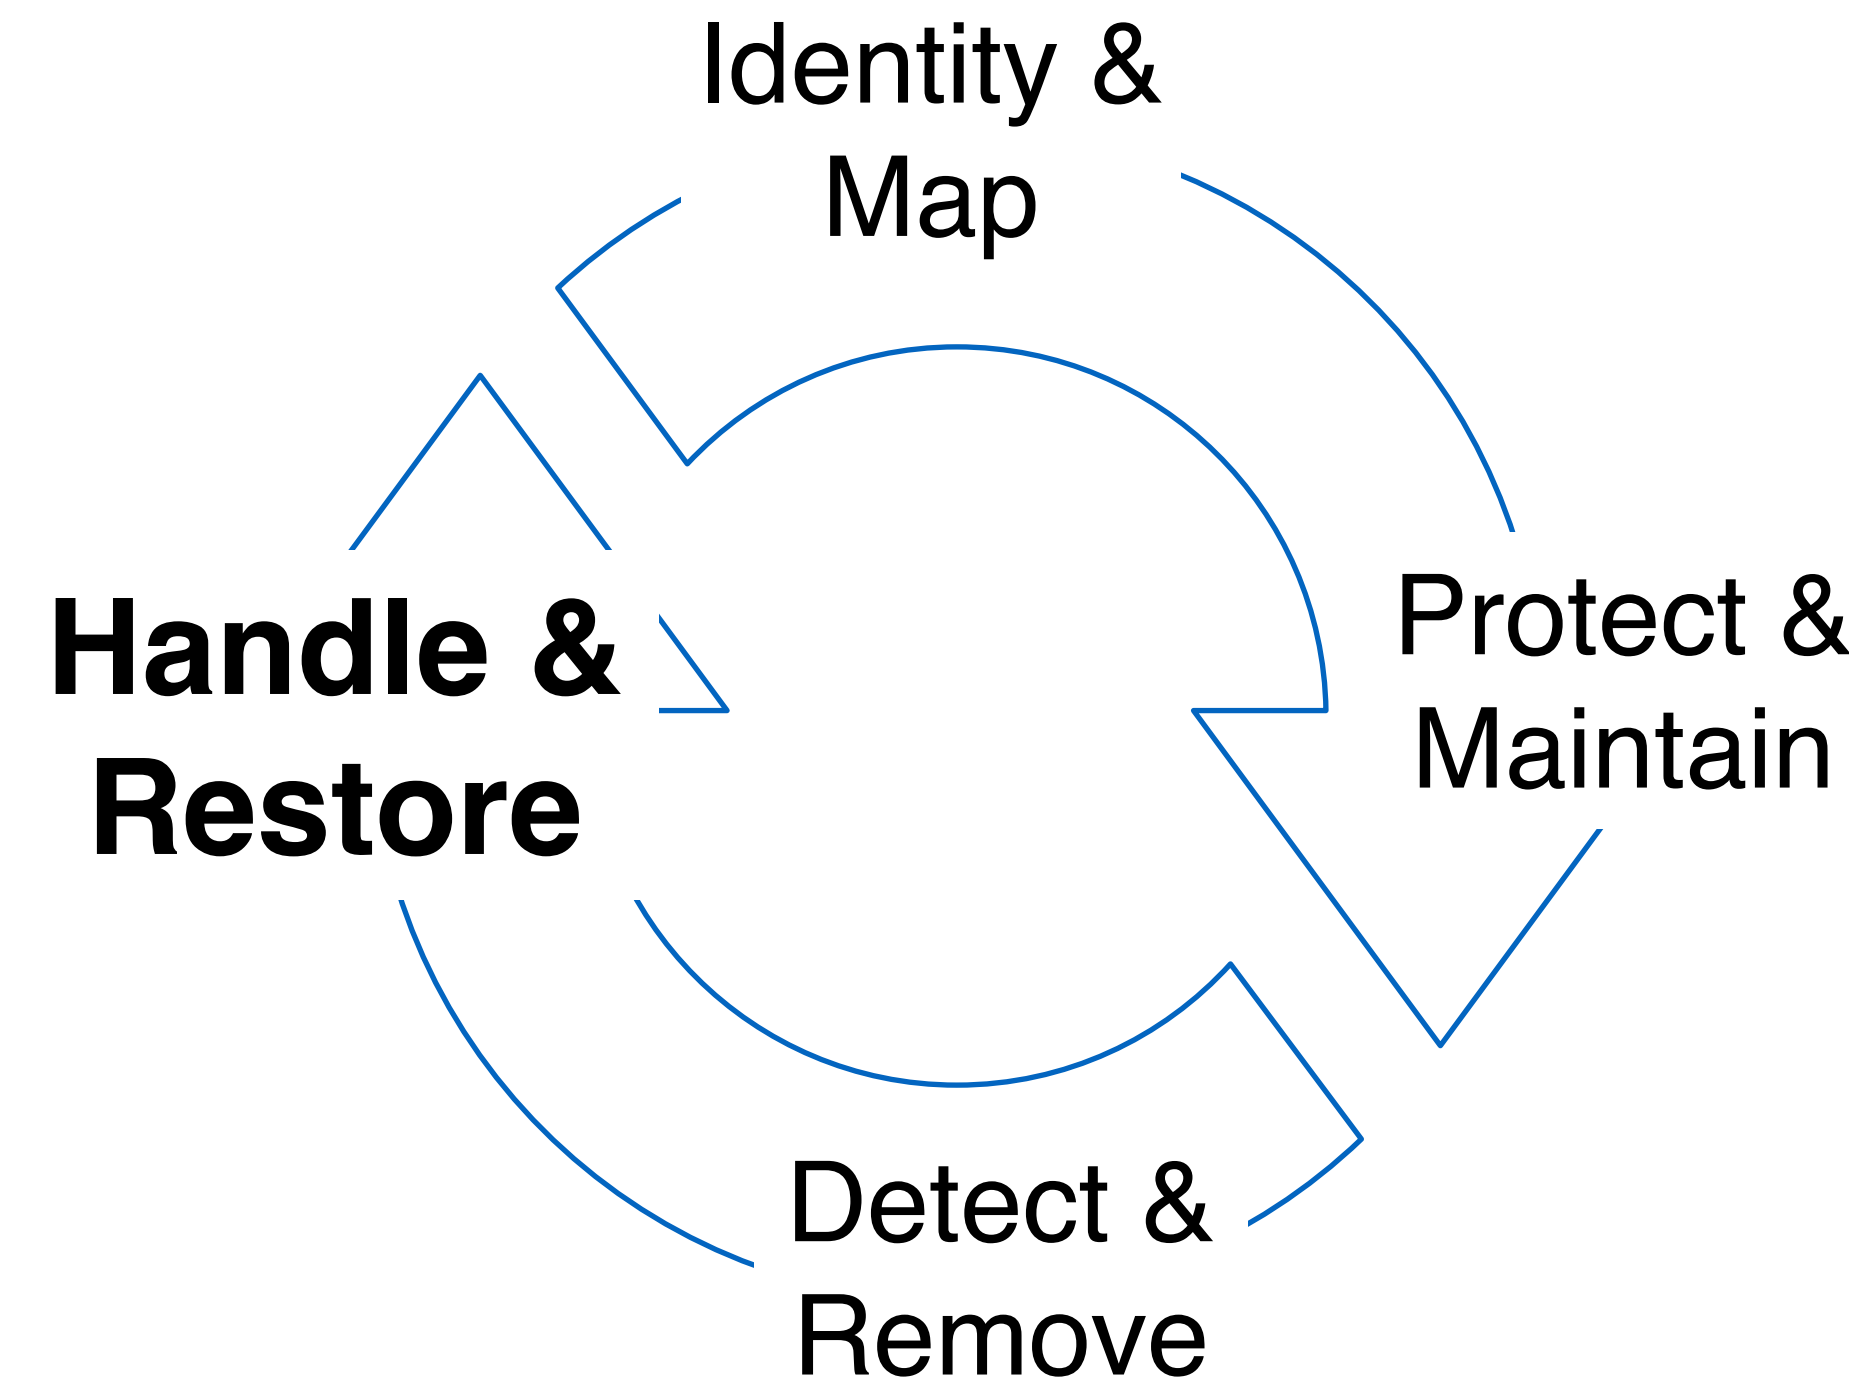 Identity &
Map
Protect &
Maintain
Detect &
Remove
Handle &
Restore